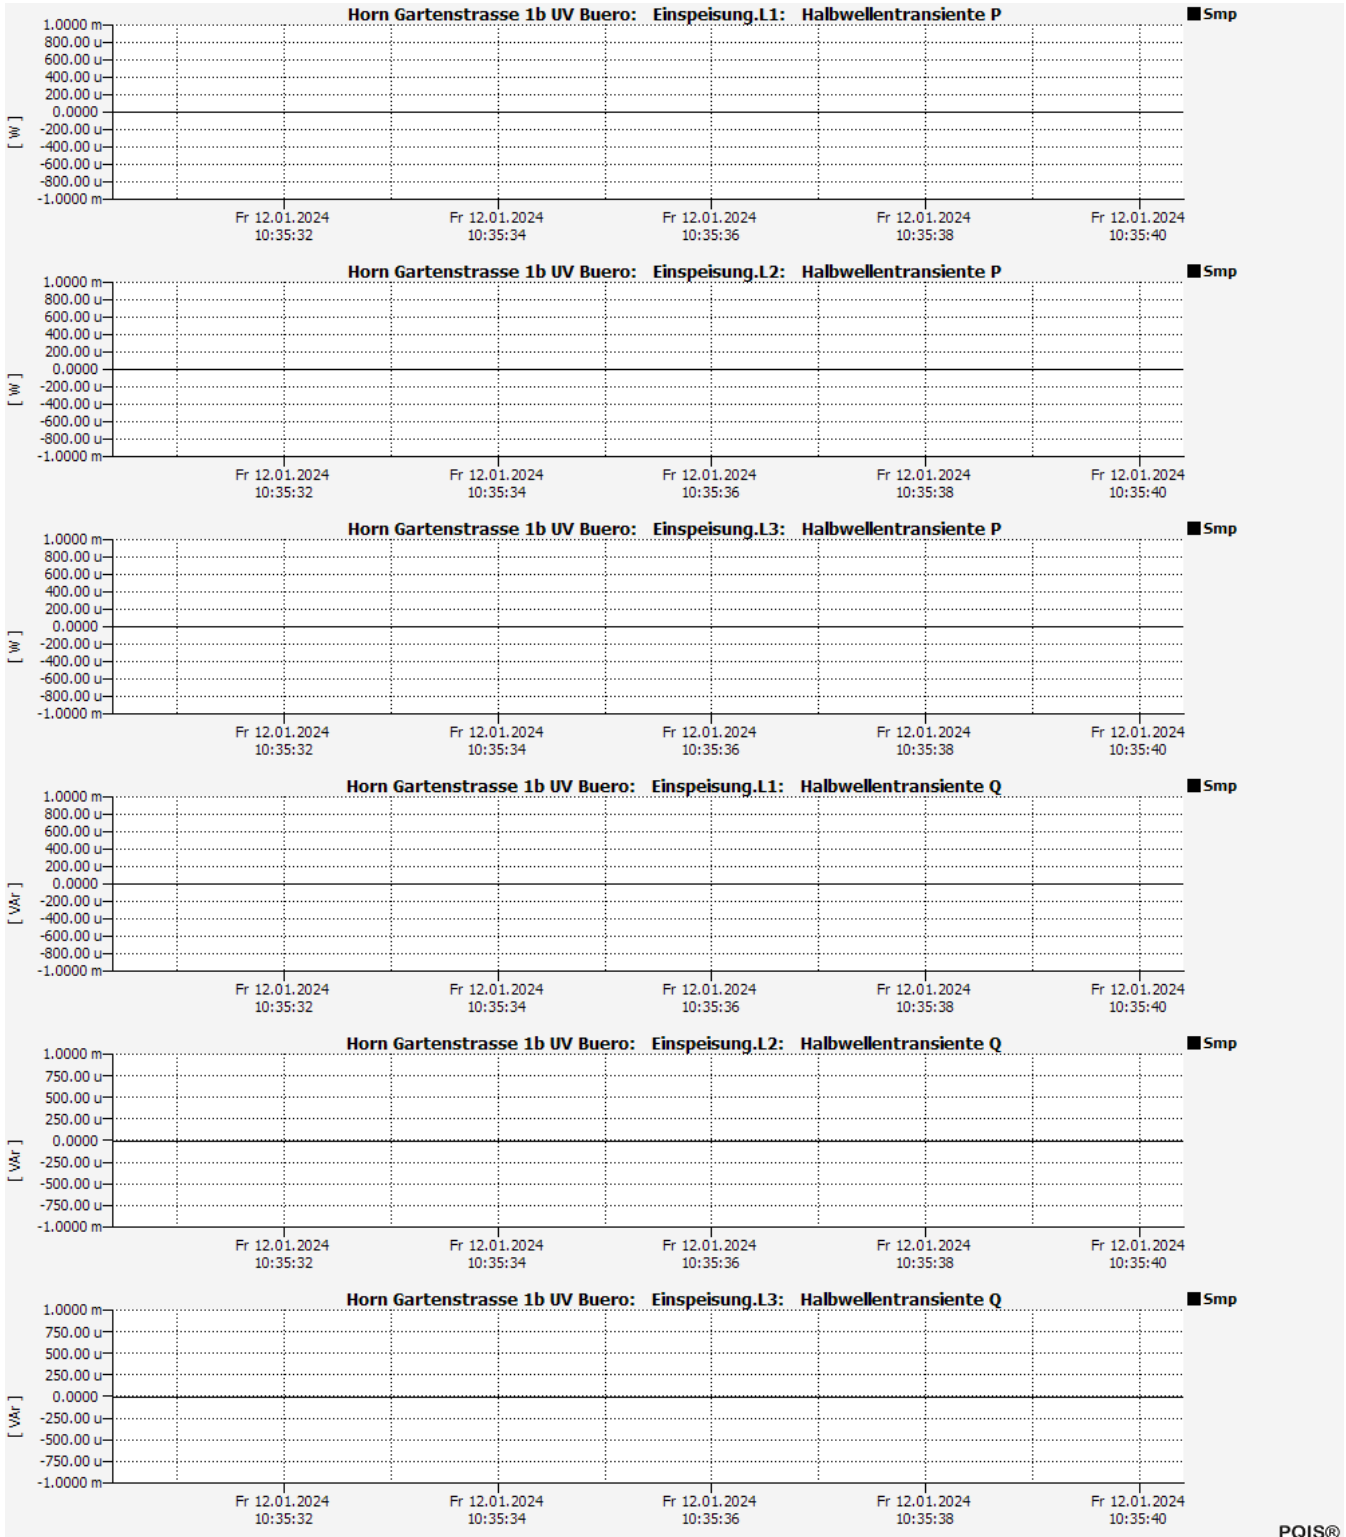 Horn Gartenstrasse 1b UV Buero: Einspeisung.L1: Halbwellentransiente P
Smp
1.0000 m
800.00 u
600.00 u
400.00 u
200.00 u
0.0000
-200.00 u
-400.00 u
-600.00 u
-800.00 u
-1.0000 m
[ W ]
Fr 12.01.2024 Fr 12.01.2024 Fr 12.01.2024 Fr 12.01.2024 Fr 12.01.2024
10:35:32 10:35:34 10:35:36 10:35:38 10:35:40
Horn Gartenstrasse 1b UV Buero: Einspeisung.L2: Halbwellentransiente P
Smp
1.0000 m
800.00 u
600.00 u
400.00 u
200.00 u
0.0000
-200.00 u
-400.00 u
-600.00 u
-800.00 u
-1.0000 m
[ W ]
Fr 12.01.2024 Fr 12.01.2024 Fr 12.01.2024 Fr 12.01.2024 Fr 12.01.2024
10:35:32 10:35:34 10:35:36 10:35:38 10:35:40
Horn Gartenstrasse 1b UV Buero: Einspeisung.L3: Halbwellentransiente P
Smp
1.0000 m
800.00 u
600.00 u
400.00 u
200.00 u
0.0000
-200.00 u
-400.00 u
-600.00 u
-800.00 u
-1.0000 m
[ W ]
Fr 12.01.2024 Fr 12.01.2024 Fr 12.01.2024 Fr 12.01.2024 Fr 12.01.2024
10:35:32 10:35:34 10:35:36 10:35:38 10:35:40
Horn Gartenstrasse 1b UV Buero: Einspeisung.L1: Halbwellentransiente Q
Smp
1.0000 m
800.00 u
600.00 u
400.00 u
200.00 u
0.0000
-200.00 u
-400.00 u
-600.00 u
-800.00 u
-1.0000 m
[ VAr ]
Fr 12.01.2024 Fr 12.01.2024 Fr 12.01.2024 Fr 12.01.2024 Fr 12.01.2024
10:35:32 10:35:34 10:35:36 10:35:38 10:35:40
Horn Gartenstrasse 1b UV Buero: Einspeisung.L2: Halbwellentransiente Q
Smp
1.0000 m
750.00 u
500.00 u
250.00 u
0.0000
-250.00 u
-500.00 u
-750.00 u
-1.0000 m
[ VAr ]
Fr 12.01.2024 Fr 12.01.2024 Fr 12.01.2024 Fr 12.01.2024 Fr 12.01.2024
10:35:32 10:35:34 10:35:36 10:35:38 10:35:40
Horn Gartenstrasse 1b UV Buero: Einspeisung.L3: Halbwellentransiente Q
Smp
1.0000 m
750.00 u
500.00 u
250.00 u
0.0000
-250.00 u
-500.00 u
-750.00 u
-1.0000 m
[ VAr ]
Fr 12.01.2024 Fr 12.01.2024 Fr 12.01.2024 Fr 12.01.2024 Fr 12.01.2024
10:35:32 10:35:34 10:35:36 10:35:38 10:35:40
PQIS®